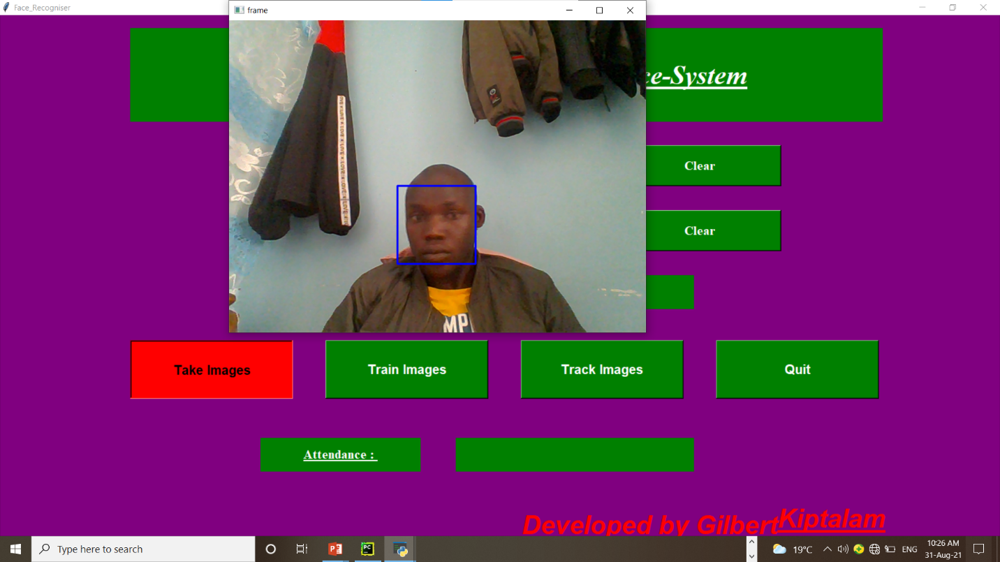 Face_Recogniser
frame
ce-System
Clear
Clear
Take Images
Train Images
Track Images
Quit
Attendance :
Developed by Gilbert Kiptalam
Type here to search
19°C
ENG
10:26 AM
31-Aug-21